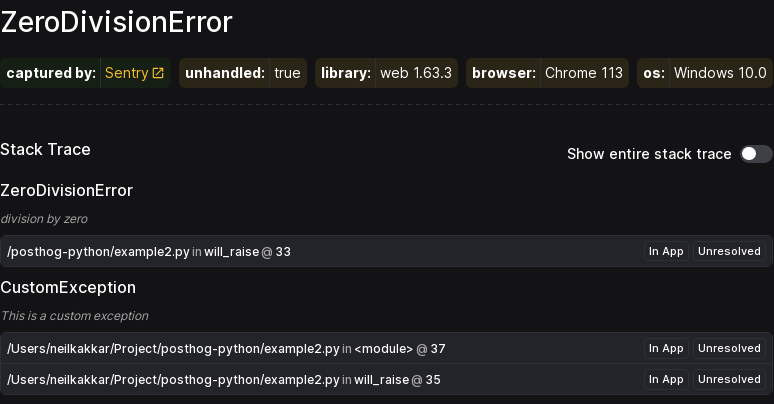 ZeroDivisionError
captured by: Sentry unhandled: true library: web 1.63.3 browser: Chrome 113 os: Windows 10.0
Stack Trace Show entire stack trace
ZeroDivisionError
division by zero
/posthog-python/example2.py in will_raise @ 33 In App Unresolved
CustomException
This is a custom exception
/Users/neilkakkar/Project/posthog-python/example2.py in <module> @ 37 In App Unresolved
/Users/neilkakkar/Project/posthog-python/example2.py in will_raise @ 35 In App Unresolved